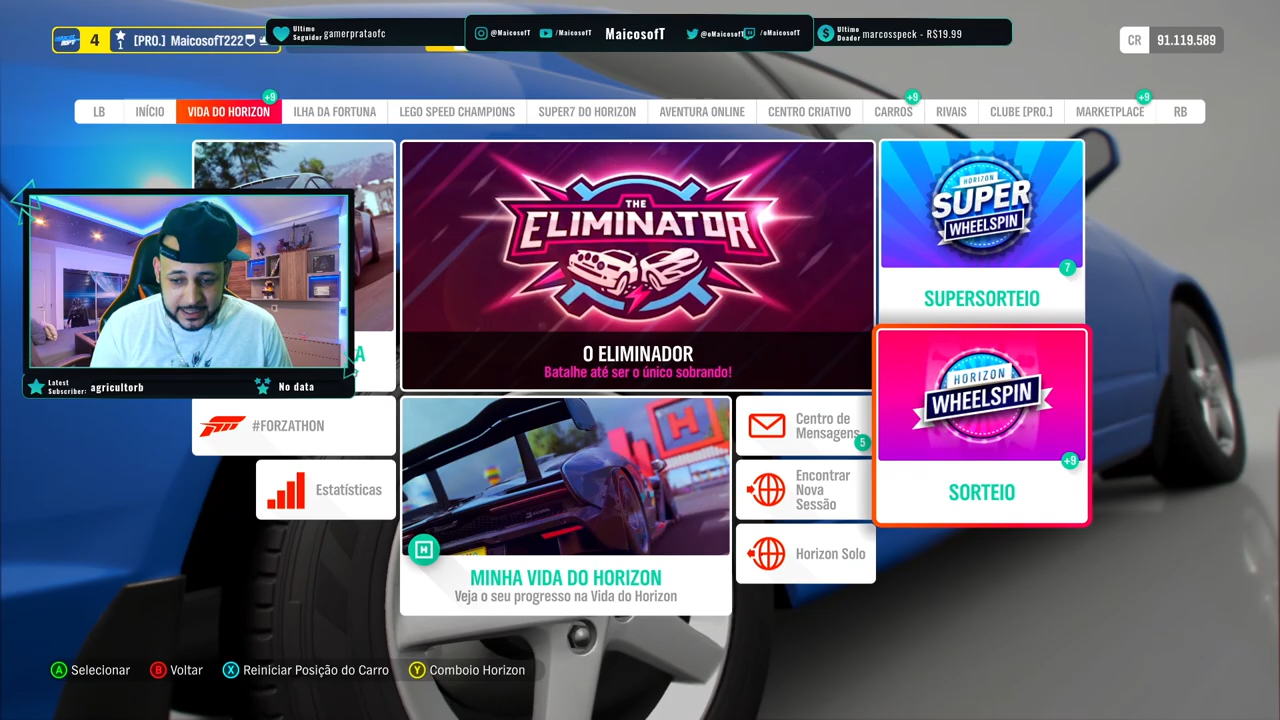 4
1
[PRO.] MaicosofT222
Ultimo
Seguidor
gamerprataofc
@MaicosofT
/MaicosofT
MaicosofT
@oMaicosofT
/oMaicosofT
Ultimo
Doador
marcosspeck - R$19.99
CR
91.119.589
LB
INÍCIO
VIDA DO HORIZON
+9
ILHA DA FORTUNA
LEGO SPEED CHAMPIONS
SUPER7 DO HORIZON
AVENTURA ONLINE
CENTRO CRIATIVO
CARROS
+9
RIVAIS
CLUBE [PRO.]
MARKETPLACE
+9
RB
THE
ELIMINATOR
O ELIMINADOR
Batalhe até ser o único sobrando!
HORIZON
SUPER
WHEELSPIN
7
SUPERSORTEIO
HORIZON
WHEELSPIN
+9
SORTEIO
A
Latest
Subscriber:
agricultorb
No data
#FORZATHON
Estatísticas
MINHA VIDA DO HORIZON
Veja o seu progresso na Vida do Horizon
Centro de
Mensagens
5
Encontrar
Nova
Sessão
Horizon Solo
A Selecionar
B Voltar
X Reiniciar Posição do Carro
Y Comboio Horizon